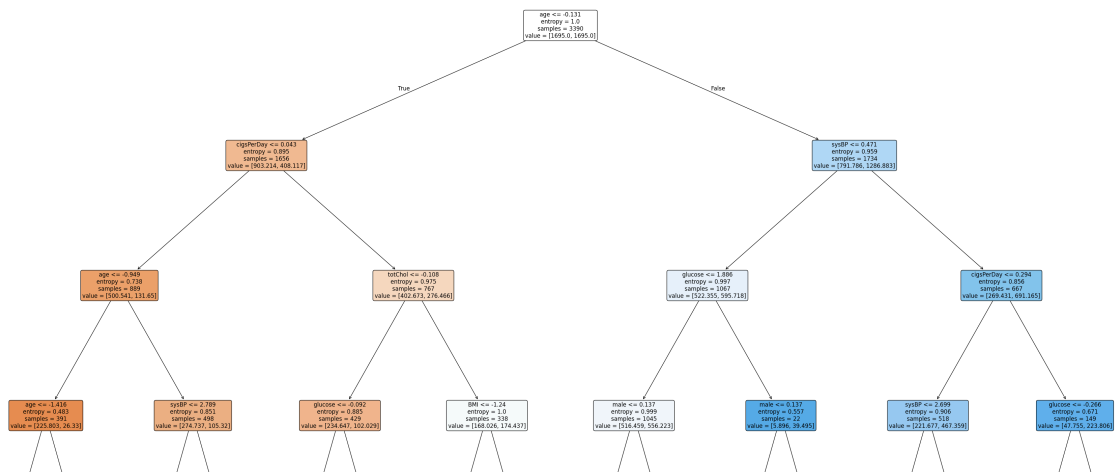 age <= -0.131
entropy = 1.0
samples = 3390
value = [1695.0, 1695.0]
True
False
cigsPerDay <= 0.043
entropy = 0.895
samples = 1656
value = [903.214, 408.117]
sysBP <= 0.471
entropy = 0.959
samples = 1734
value = [791.786, 1286.883]
age <= -0.949
entropy = 0.738
samples = 889
value = [500.541, 131.65]
totChol <= -0.108
entropy = 0.975
samples = 767
value = [402.673, 276.466]
glucose <= 1.886
entropy = 0.997
samples = 1067
value = [522.355, 595.718]
cigsPerDay <= 0.294
entropy = 0.856
samples = 667
value = [269.431, 691.165]
age <= -1.416
entropy = 0.483
samples = 391
value = [225.803, 26.33]
sysBP <= 2.789
entropy = 0.851
samples = 498
value = [274.737, 105.32]
glucose <= -0.092
entropy = 0.885
samples = 429
value = [234.647, 102.029]
BMI <= -1.24
entropy = 1.0
samples = 338
value = [168.026, 174.437]
male <= 0.137
entropy = 0.999
samples = 1045
value = [516.459, 556.223]
male <= 0.137
entropy = 0.557
samples = 22
value = [5.896, 39.495]
sysBP <= 2.699
entropy = 0.906
samples = 518
value = [221.677, 467.359]
glucose <= -0.266
entropy = 0.671
samples = 149
value = [47.755, 223.806]